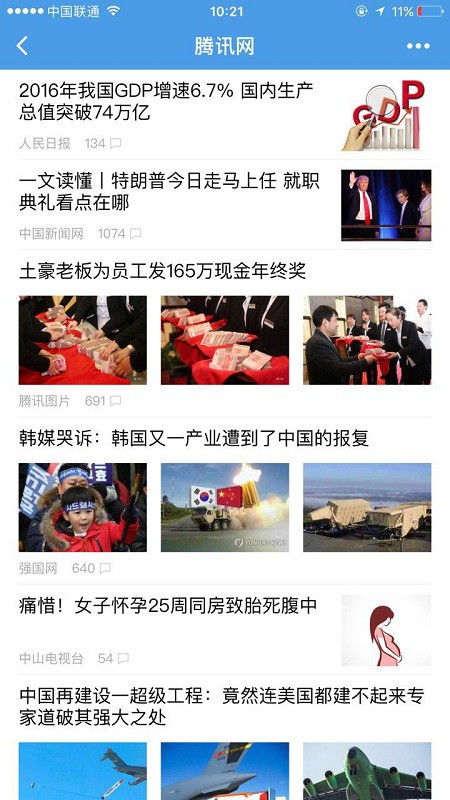 中国联通
10:21
11%
腾讯网
2016年我国GDP增速6.7% 国内生产
总值突破74万亿
GDP
人民日报 134
一文读懂丨特朗普今日走马上任 就职
典礼看点在哪
中国新闻网 1074
土豪老板为员工发165万现金年终奖
腾讯图片 691
韩媒哭诉：韩国又一产业遭到了中国的报复
YONHAP NEWS
强国网 640
痛惜！女子怀孕25周同房致胎死腹中
中山电视台 54
中国再建设一超级工程：竟然连美国都建不起来专
家道破其强大之处